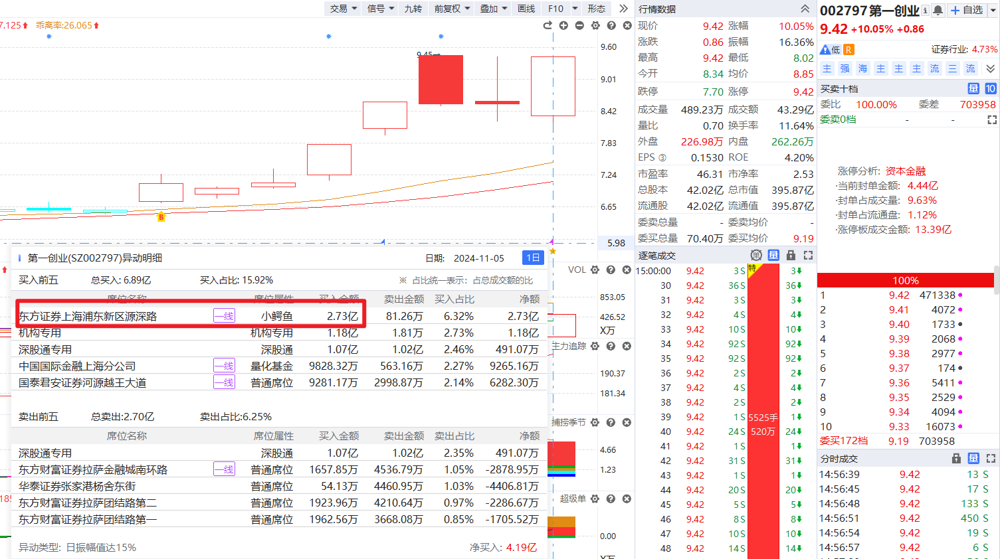 交易 信号 九转 前复权 叠加 画线 F10 形态
7.125 乖离率:26.065
9.45→
9.60
9.01
8.42
7.83
7.24
6.65
5.98
B
VOL
853.05
426.52
X万
主力追踪
190.37
181.34
捕捞季节
4.66
1.23
超级单
0.00
185
第一创业(SZ002797)异动明细 日期: 2024-11-05 1日
买入前五 总买入: 6.89亿 买入占比: 15.92% ※ 占比统一表示：占总成交额的比
席位名称 席位属性 买入金额 卖出金额 买入占比 净额
东方证券上海浦东新区源深路 一线 小鳄鱼 2.73亿 81.26万 6.32% 2.73亿
机构专用 机构专用 1.18亿 1.81万 2.73% 1.18亿
深股通专用 深股通 1.07亿 1.02亿 2.46% 491.07万
中国国际金融上海分公司 一线 量化基金 9828.32万 563.16万 2.27% 9265.16万
国泰君安证券河源越王大道 一线 普通席位 9281.17万 2998.87万 2.14% 6282.30万
卖出前五 总卖出:2.70亿 卖出占比:6.25%
席位名称 席位属性 买入金额 卖出金额 卖出占比 净额
深股通专用 深股通 1.07亿 1.02亿 2.35% 491.07万
东方财富证券拉萨金融城南环路 一线 普通席位 1657.85万 4536.79万 1.05% -2878.95万
华泰证券张家港杨舍东街 普通席位 54.13万 4460.95万 1.03% -4406.81万
东方财富证券拉萨团结路第二 普通席位 1923.96万 4210.64万 0.97% -2286.67万
东方财富证券拉萨团结路第一 普通席位 1962.56万 3668.08万 0.85% -1705.52万
异动类型: 日振幅值达15% 净买入: 4.19亿
行情数据
现价 9.42 涨幅 10.05%
涨跌 0.86 振幅 16.36%
最高 9.42 最低 8.02
今开 8.34 均价 8.85
跌停 7.70 涨停 9.42
成交量 489.23万 成交额 43.29亿
量比 0.70 换手率 11.64%
外盘 226.98万 内盘 262.26万
EPS ③ 0.1530 ROE 4.20%
市盈率 46.31 市净率 2.53
总股本 42.02亿 总市值 395.87亿
流通股 42.02亿 流通值 395.87亿
委卖总量 - 委卖均价 -
委买总量 70.40万 委买均价 9.19
逐笔成交 单 量
特
15:00:00 9.42 3 S 3
30 9.42 36 S 36
31 9.42 3 S 3
32 9.42 4 S 4
33 9.42 10 S 10
34 9.42 92 S 92
35 9.42 92 S 92
36 9.42 2 S 2
37 9.42 4 S 4
38 9.42 2 S 2
39 9.42 1 S 5525手 1
40 9.42 24 S 520万 24
41 9.42 1 S 1
42 9.42 31 S 31
43 9.42 1 S 1
44 9.42 20 S 20
45 9.42 5 S 5
46 9.42 8 S 8
47 9.42 10 S 10
48 9.42 14 S 14
002797 第一创业 自选
9.42 +10.05% +0.86
低 R 证券行业: 4.73%
主 强 海 主 主 主 流 三 流
买卖十档 量 10
委比 100.00% 委差 703958
委卖0档 - -
涨停分析: 资本金融
·当前封单金额: 4.44亿
·封单占成交量: 9.63%
·封单占流通盘: 1.12%
·涨停板成交金额: 13.39亿
100%
1 9.42 471338
2 9.41 4072
3 9.40 1733
4 9.39 2068
5 9.38 2977
6 9.37 174
7 9.36 5411
8 9.35 2529
9 9.34 4094
10 9.33 16073
委买172档 9.19 703958
分时成交 量
14:56:39 9.42 13 S
14:56:45 9.42 17 S
14:56:48 9.42 133 S
14:56:51 9.42 450 S
14:56:54 9.42 19 S
14:56:57 9.42 6 S